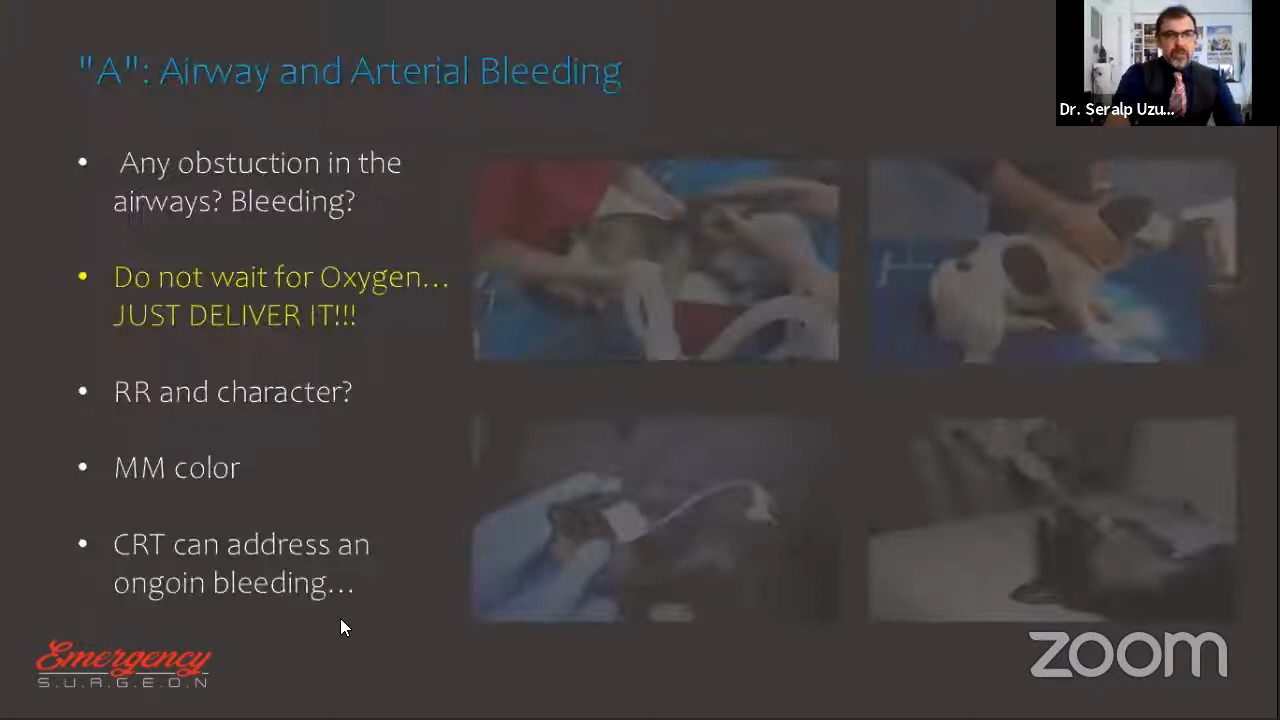 "A": Airway and Arterial Bleeding
Dr. Seralp Uzu...
• Any obstuction in the
airways? Bleeding?
• Do not wait for Oxygen...
JUST DELIVER IT!!!
• RR and character?
• MM color
• CRT can address an
ongoin bleeding...
Emergency
S.U.R.G.E.O.N
zoom